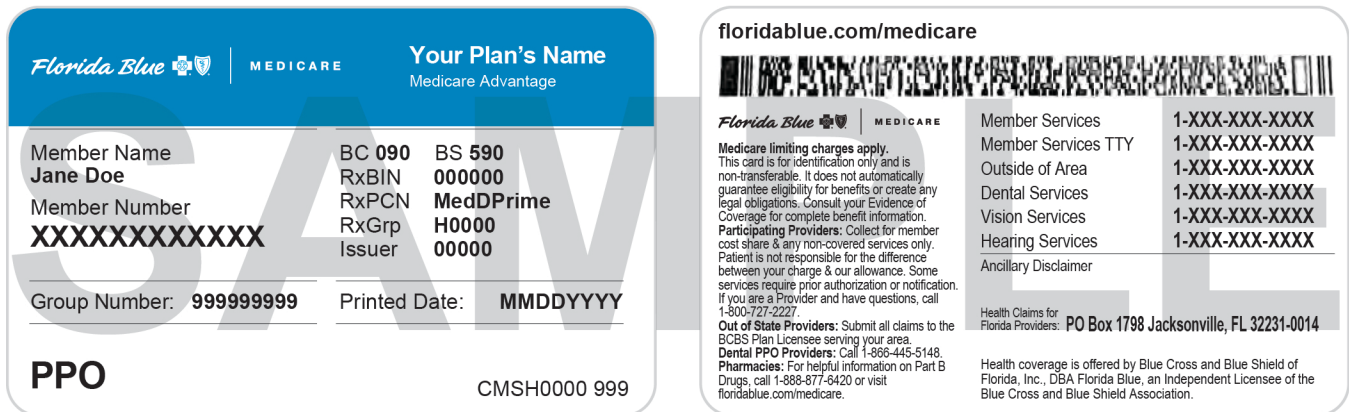 Florida Blue MEDICARE
Your Plan's Name
Medicare Advantage
Member Name
Jane Doe
Member Number
XXXXXXXXXXXX
BC 090 BS 590
RxBIN 000000
RxPCN MedDPrime
RxGrp H0000
Issuer 00000
Group Number: 999999999
Printed Date: MMDDYYYY
PPO
CMSH0000 999
floridablue.com/medicare
Florida Blue MEDICARE
Medicare limiting charges apply.
This card is for identification only and is
non-transferable. It does not automatically
guarantee eligibility for benefits or create any
legal obligations. Consult your Evidence of
Coverage for complete benefit information.
Participating Providers: Collect for member
cost share & any non-covered services only.
Patient is not responsible for the difference
between your charge & our allowance. Some
services require prior authorization or notification.
If you are a Provider and have questions, call
1-800-727-2227.
Out of State Providers: Submit all claims to the
BCBS Plan Licensee serving your area.
Dental PPO Providers: Call 1-866-445-5148.
Pharmacies: For helpful information on Part B
Drugs, call 1-888-877-6420 or visit
floridablue.com/medicare.
Member Services 1-XXX-XXX-XXXX
Member Services TTY 1-XXX-XXX-XXXX
Outside of Area 1-XXX-XXX-XXXX
Dental Services 1-XXX-XXX-XXXX
Vision Services 1-XXX-XXX-XXXX
Hearing Services 1-XXX-XXX-XXXX
Ancillary Disclaimer
Health Claims for
Florida Providers: PO Box 1798 Jacksonville, FL 32231-0014
Health coverage is offered by Blue Cross and Blue Shield of
Florida, Inc., DBA Florida Blue, an Independent Licensee of the
Blue Cross and Blue Shield Association.
SAMPLE